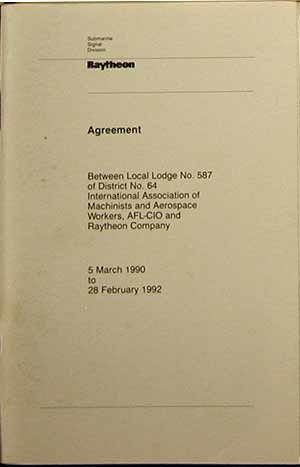 Submarine
Signal
Division
Raytheon
Agreement
Between Local Lodge No. 587
of District No. 64
International Association of
Machinists and Aerospace
Workers, AFL-CIO and
Raytheon Company
5 March 1990
to
28 February 1992